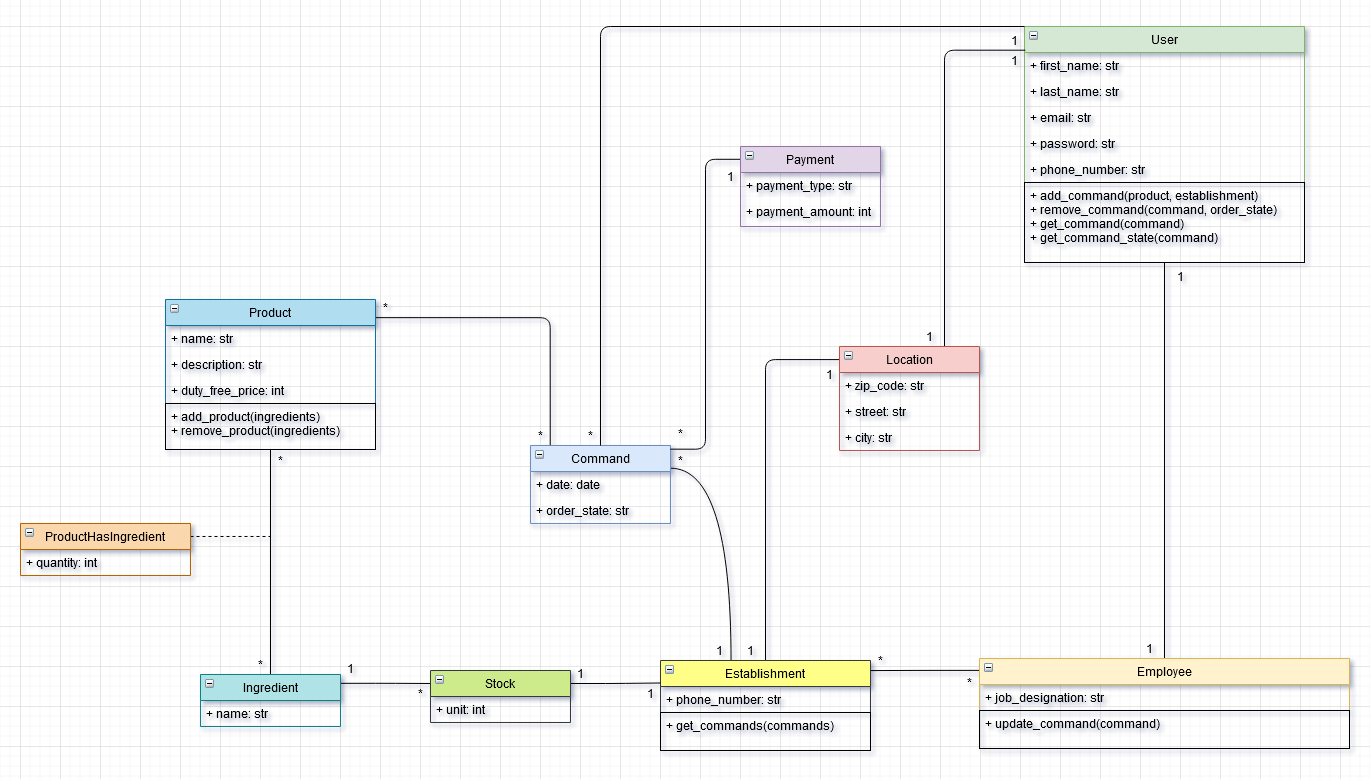 User
+ first_name: str
+ last_name: str
+ email: str
+ password: str
+ phone_number: str
+ add_command(product, establishment)
+ remove_command(command, order_state)
+ get_command(command)
+ get_command_state(command)
1
1
1
Payment
+ payment_type: str
+ payment_amount: int
1
Product
+ name: str
+ description: str
+ duty_free_price: int
+ add_product(ingredients)
+ remove_product(ingredients)
*
*
Location
+ zip_code: str
+ street: str
+ city: str
1
1
Command
+ date: date
+ order_state: str
*
*
*
*
ProductHasIngredient
+ quantity: int
Ingredient
+ name: str
*
1
Stock
+ unit: int
*
1
Establishment
+ phone_number: str
+ get_commands(commands)
1
1
1
*
Employee
+ job_designation: str
+ update_command(command)
1
*